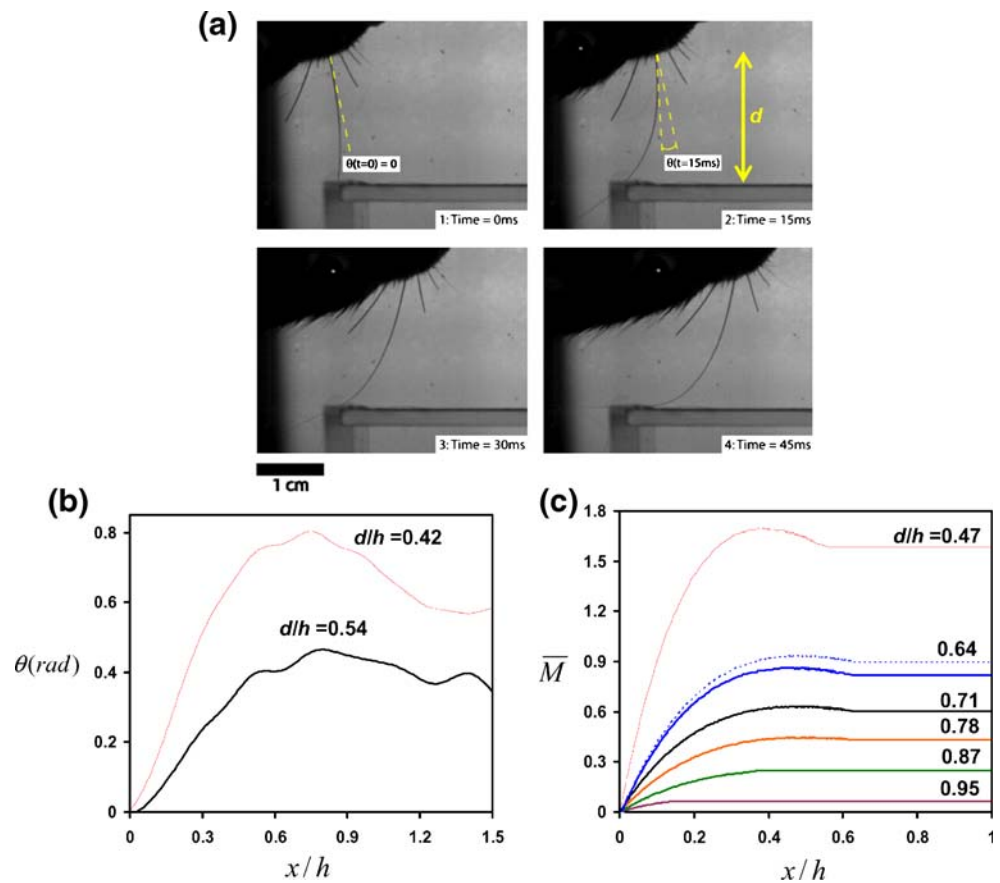 (a)
θ(t=0) = 0
1: Time = 0ms
d
θ(t=15ms)
2: Time = 15ms
3: Time = 30ms
4: Time = 45ms
1 cm
(b)
0.8
0.6
0.4
0.2
0
θ(rad)
d/h =0.42
d/h=0.54
0 0.3 0.6 0.9 1.2 1.5
x / h
(c)
1.8
1.5
1.2
0.9
0.6
0.3
0
M̅
d/h =0.47
0.64
0.71
0.78
0.87
0.95
0 0.2 0.4 0.6 0.8 1
x / h